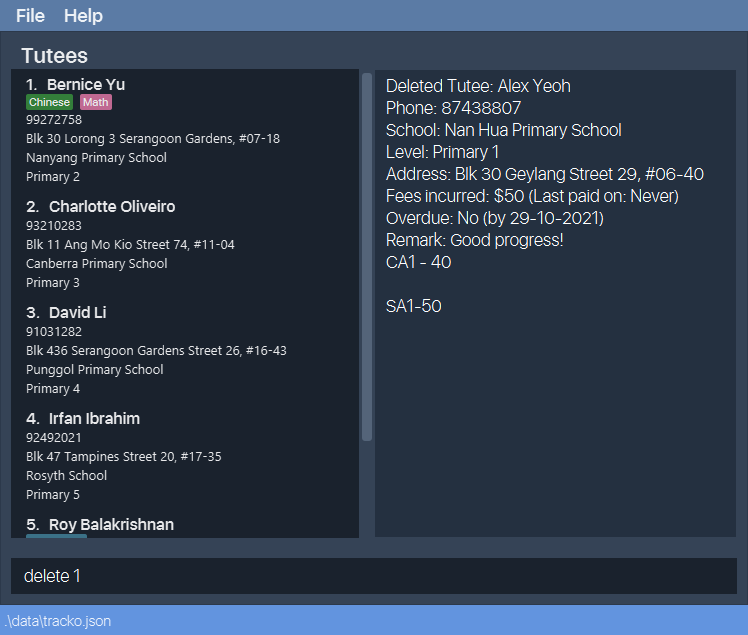 File Help
Tutees
1. Bernice Yu
Chinese Math
99272758
Blk 30 Lorong 3 Serangoon Gardens, #07-18
Nanyang Primary School
Primary 2
2. Charlotte Oliveiro
93210283
Blk 11 Ang Mo Kio Street 74, #11-04
Canberra Primary School
Primary 3
3. David Li
91031282
Blk 436 Serangoon Gardens Street 26, #16-43
Punggol Primary School
Primary 4
4. Irfan Ibrahim
92492021
Blk 47 Tampines Street 20, #17-35
Rosyth School
Primary 5
5. Roy Balakrishnan
Deleted Tutee: Alex Yeoh
Phone: 87438807
School: Nan Hua Primary School
Level: Primary 1
Address: Blk 30 Geylang Street 29, #06-40
Fees incurred: $50 (Last paid on: Never)
Overdue: No (by 29-10-2021)
Remark: Good progress!
CA1 - 40
SA1-50
delete 1
.\data\tracko.json